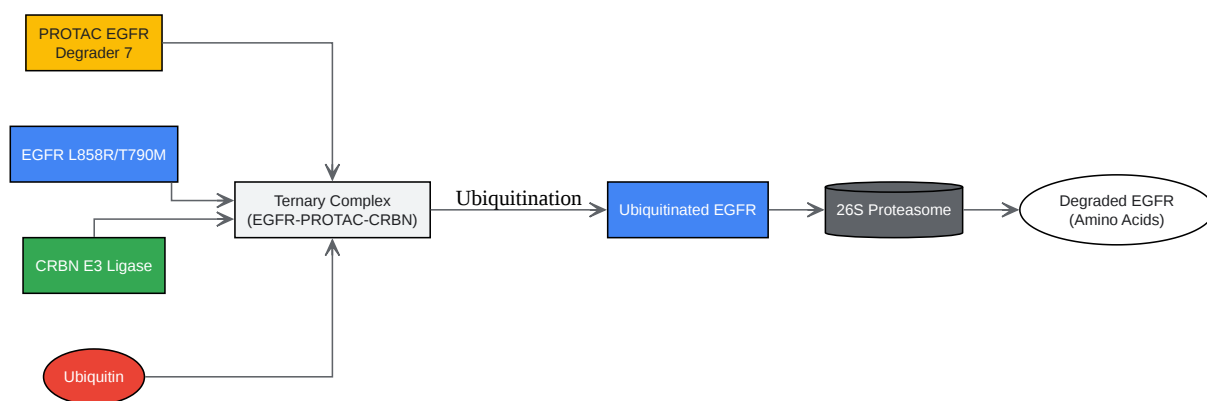 PROTAC EGFR
Degrader 7
EGFR L858R/T790M
CRBN E3 Ligase
Ubiquitin
Ternary Complex
(EGFR-PROTAC-CRBN)
Ubiquitination
Ubiquitinated EGFR
26S Proteasome
Degraded EGFR
(Amino Acids)